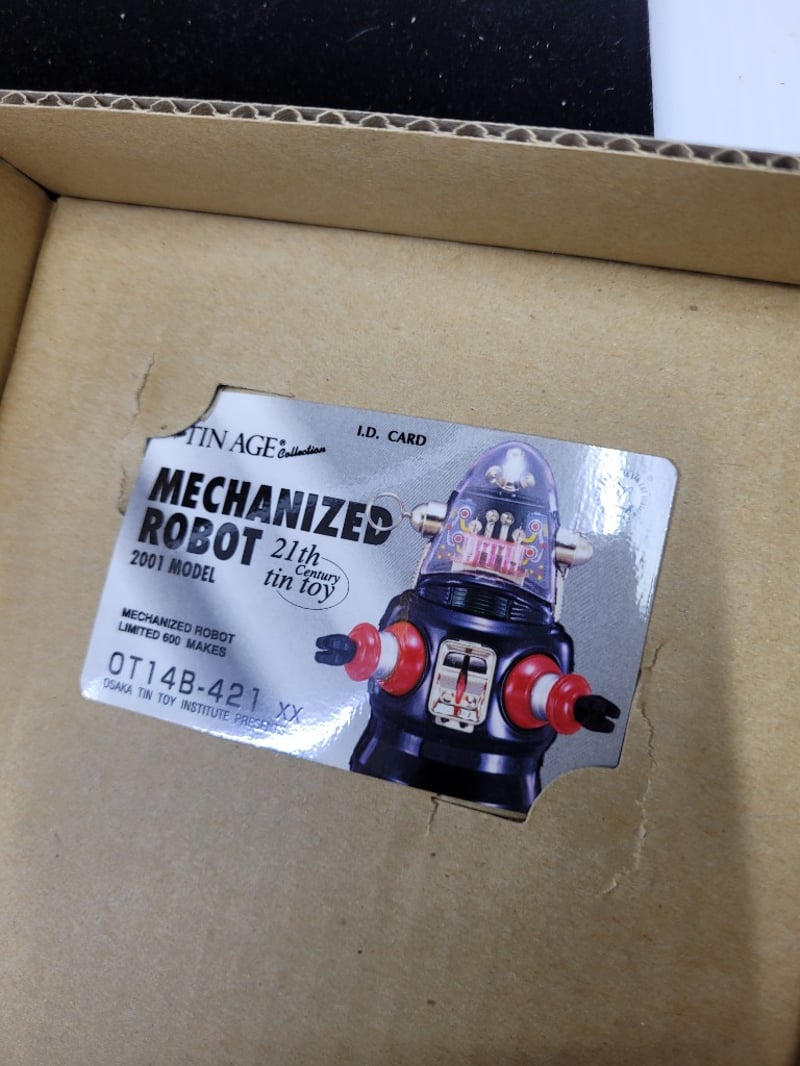 TIN AGE® Collection
I.D. CARD
MECHANIZED
ROBOT
2001 MODEL
21th
Century
tin toy
MECHANIZED ROBOT
LIMITED 600 MAKES
OT14B-421 XX
OSAKA TIN TOY INSTITUTE